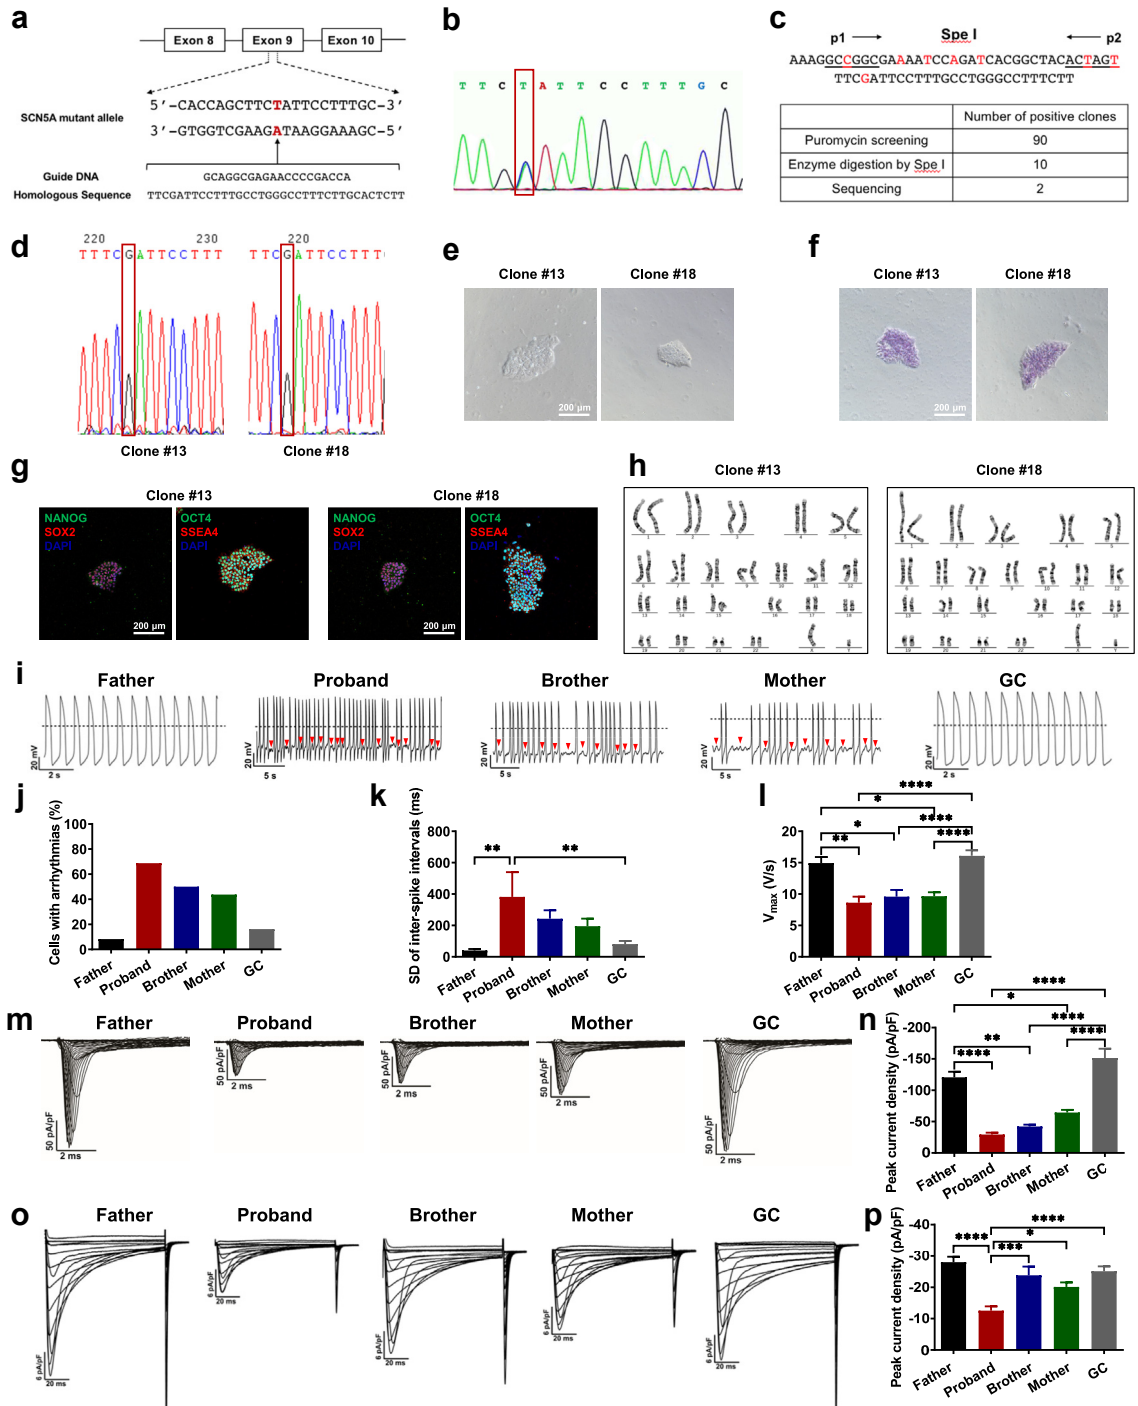 a
Exon 8 Exon 9 Exon 10
5′-CACCAGCTTCTATTCCTTTGC-3′
SCN5A mutant allele
3′-GTGGTCGAAGATAAGGAAAGC-5′
Guide DNA GCAGGCGAGAACCCCGACCA
Homologous Sequence TTCGATTCCTTTGCCTGGGCCTTTCTTGCACTCTT
b
T T C T A T T C C T T T G C
c
p1 Spe I p2
AAAGGCCGGCGAAAATCCAGATCACGGCTACACTAGT
TTCGATTCCTTTGCCTGGGCCTTTCTT
Number of positive clones
Puromycin screening 90
Enzyme digestion by Spe I 10
Sequencing 2
d
220 230
TTTCGATTCCTTT
Clone #13
220
TTCGATTCCTTT
Clone #18
e
Clone #13 Clone #18
200 μm
f
Clone #13 Clone #18
200 μm
g
Clone #13 Clone #18
NANOG OCT4 NANOG OCT4
SOX2 SSEA4 SOX2 SSEA4
DAPI DAPI DAPI DAPI
200 μm 200 μm
h
Clone #13 Clone #18
i
Father Proband Brother Mother GC
20 mV 20 mV 20 mV 20 mV 20 mV
2 s 5 s 5 s 5 s 2 s
j
Cells with arrhythmias (%)
100
80
60
40
20
0
Father Proband Brother Mother GC
k
SD of inter-spike intervals (ms)
800
600
400
200
0
** **
Father Proband Brother Mother GC
l
Vmax (V/s)
20
15
10
5
0
****
*
****
*
****
**
Father Proband Brother Mother GC
m
Father Proband Brother Mother GC
50 pA/pF 50 pA/pF 50 pA/pF 50 pA/pF 50 pA/pF
2 ms 2 ms 2 ms 2 ms 2 ms
n
Peak current density (pA/pF)
-200
-150
-100
-50
0
****
*
****
**
****
****
Father Proband Brother Mother GC
o
Father Proband Brother Mother GC
6 pA/pF 6 pA/pF 6 pA/pF 6 pA/pF 6 pA/pF
20 ms 20 ms 20 ms 20 ms 20 ms
p
Peak current density (pA/pF)
-40
-30
-20
-10
0
****
*
****
***
Father Proband Brother Mother GC